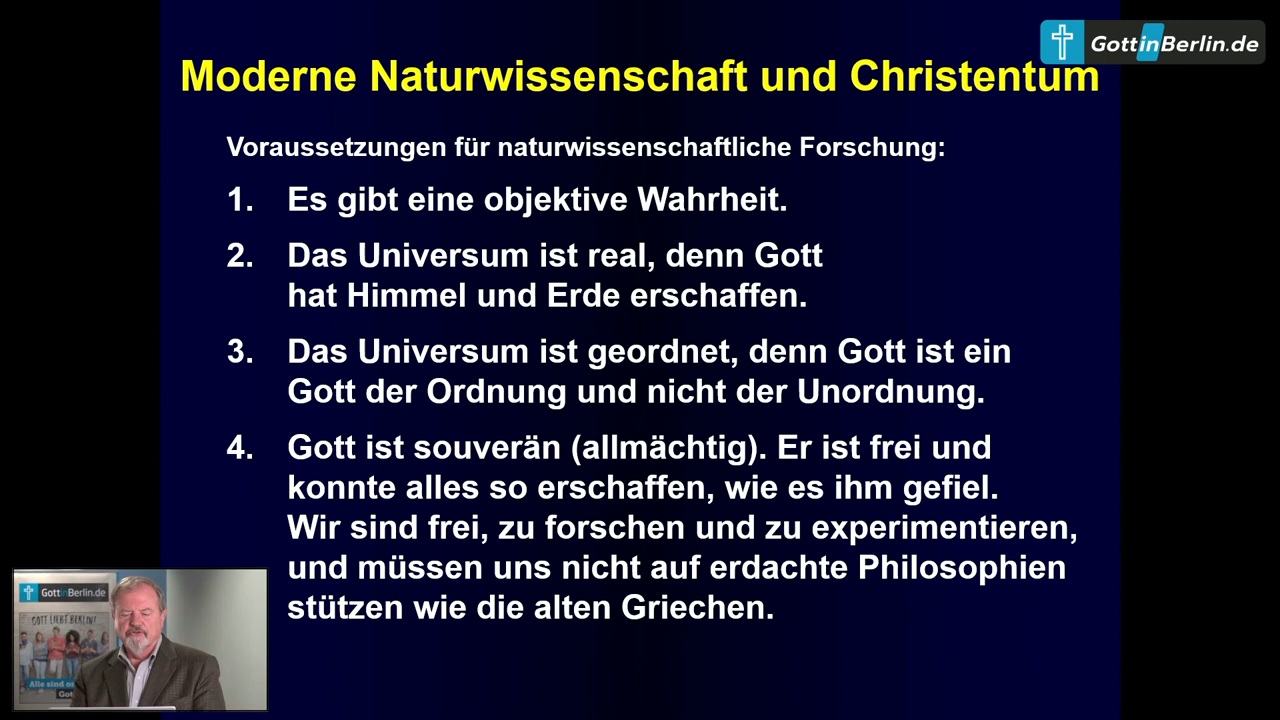 GottinBerlin.de
Moderne Naturwissenschaft und Christentum
Voraussetzungen für naturwissenschaftliche Forschung:
1. Es gibt eine objektive Wahrheit.
2. Das Universum ist real, denn Gott
hat Himmel und Erde erschaffen.
3. Das Universum ist geordnet, denn Gott ist ein
Gott der Ordnung und nicht der Unordnung.
4. Gott ist souverän (allmächtig). Er ist frei und
konnte alles so erschaffen, wie es ihm gefiel.
Wir sind frei, zu forschen und zu experimentieren,
und müssen uns nicht auf erdachte Philosophien
stützen wie die alten Griechen.
GottinBerlin.de
GOTT LIEBT BERLIN!
Alle sind
Got